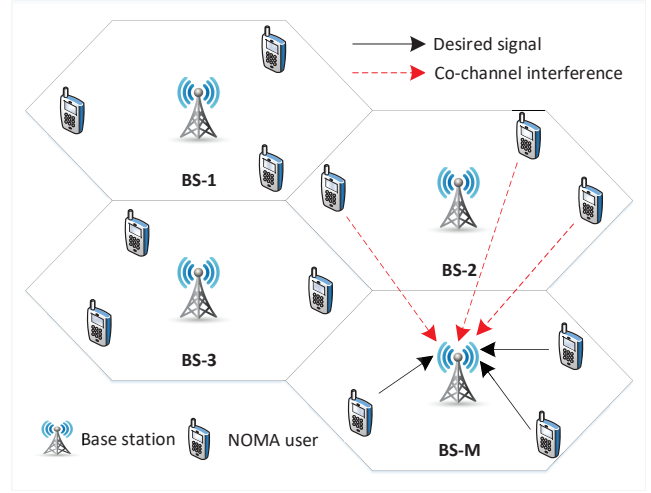 Desired signal
Co-channel interference
BS-1
BS-2
BS-3
BS-M
Base station
NOMA user